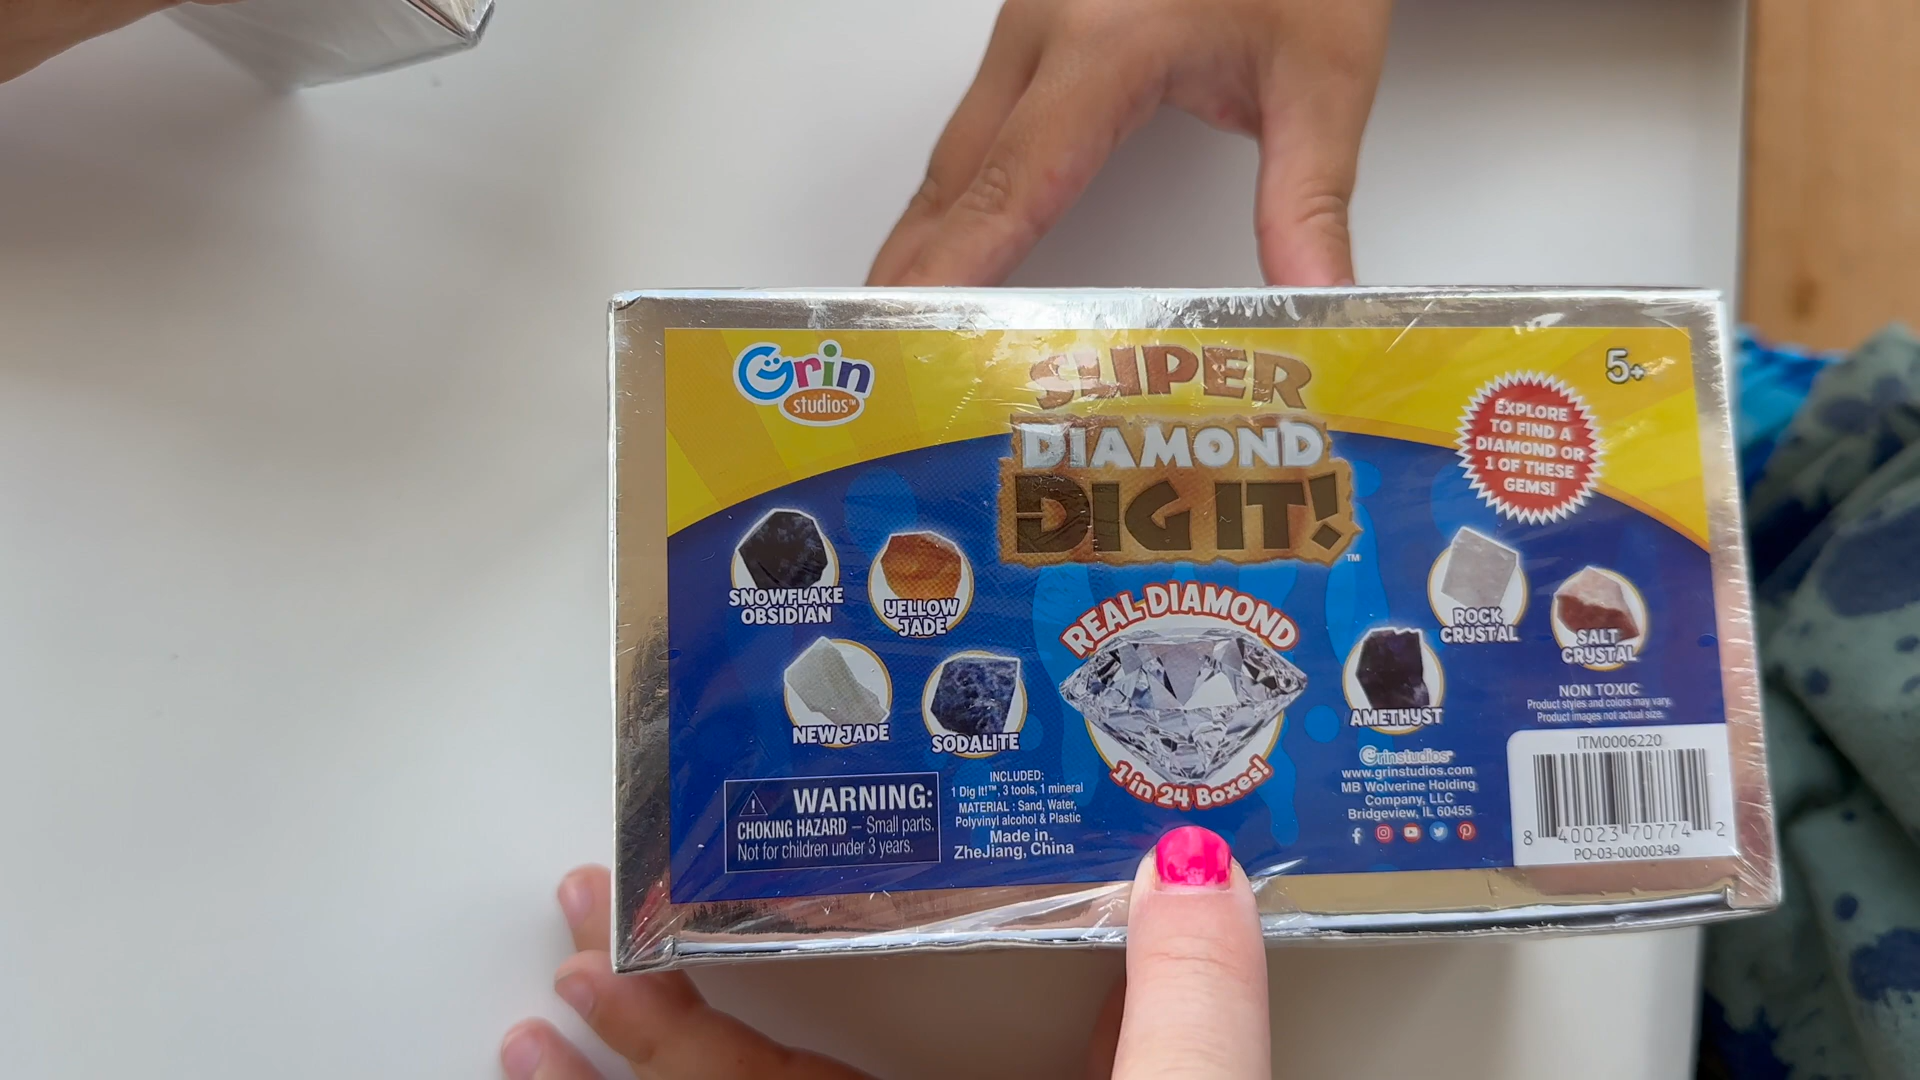 Grin
studios™
SUPER
DIAMOND
DIG IT!
™
5+
EXPLORE
TO FIND A
DIAMOND OR
1 OF THESE
GEMS!
SNOWFLAKE
OBSIDIAN
YELLOW
JADE
NEW JADE
SODALITE
REAL DIAMOND
1 in 24 Boxes!
ROCK
CRYSTAL
SALT
CRYSTAL
AMETHYST
NON TOXIC
Product styles and colors may vary.
Product images not actual size.
WARNING:
CHOKING HAZARD – Small parts.
Not for children under 3 years.
INCLUDED:
1 Dig It!™, 3 tools, 1 mineral
MATERIAL : Sand, Water,
Polyvinyl alcohol & Plastic
Made in.
ZheJiang, China
Grinstudios
www.grinstudios.com
MB Wolverine Holding
Company, LLC
Bridgeview, IL 60455
ITM0006220
8 40023 70774 2
PO-03-00000349